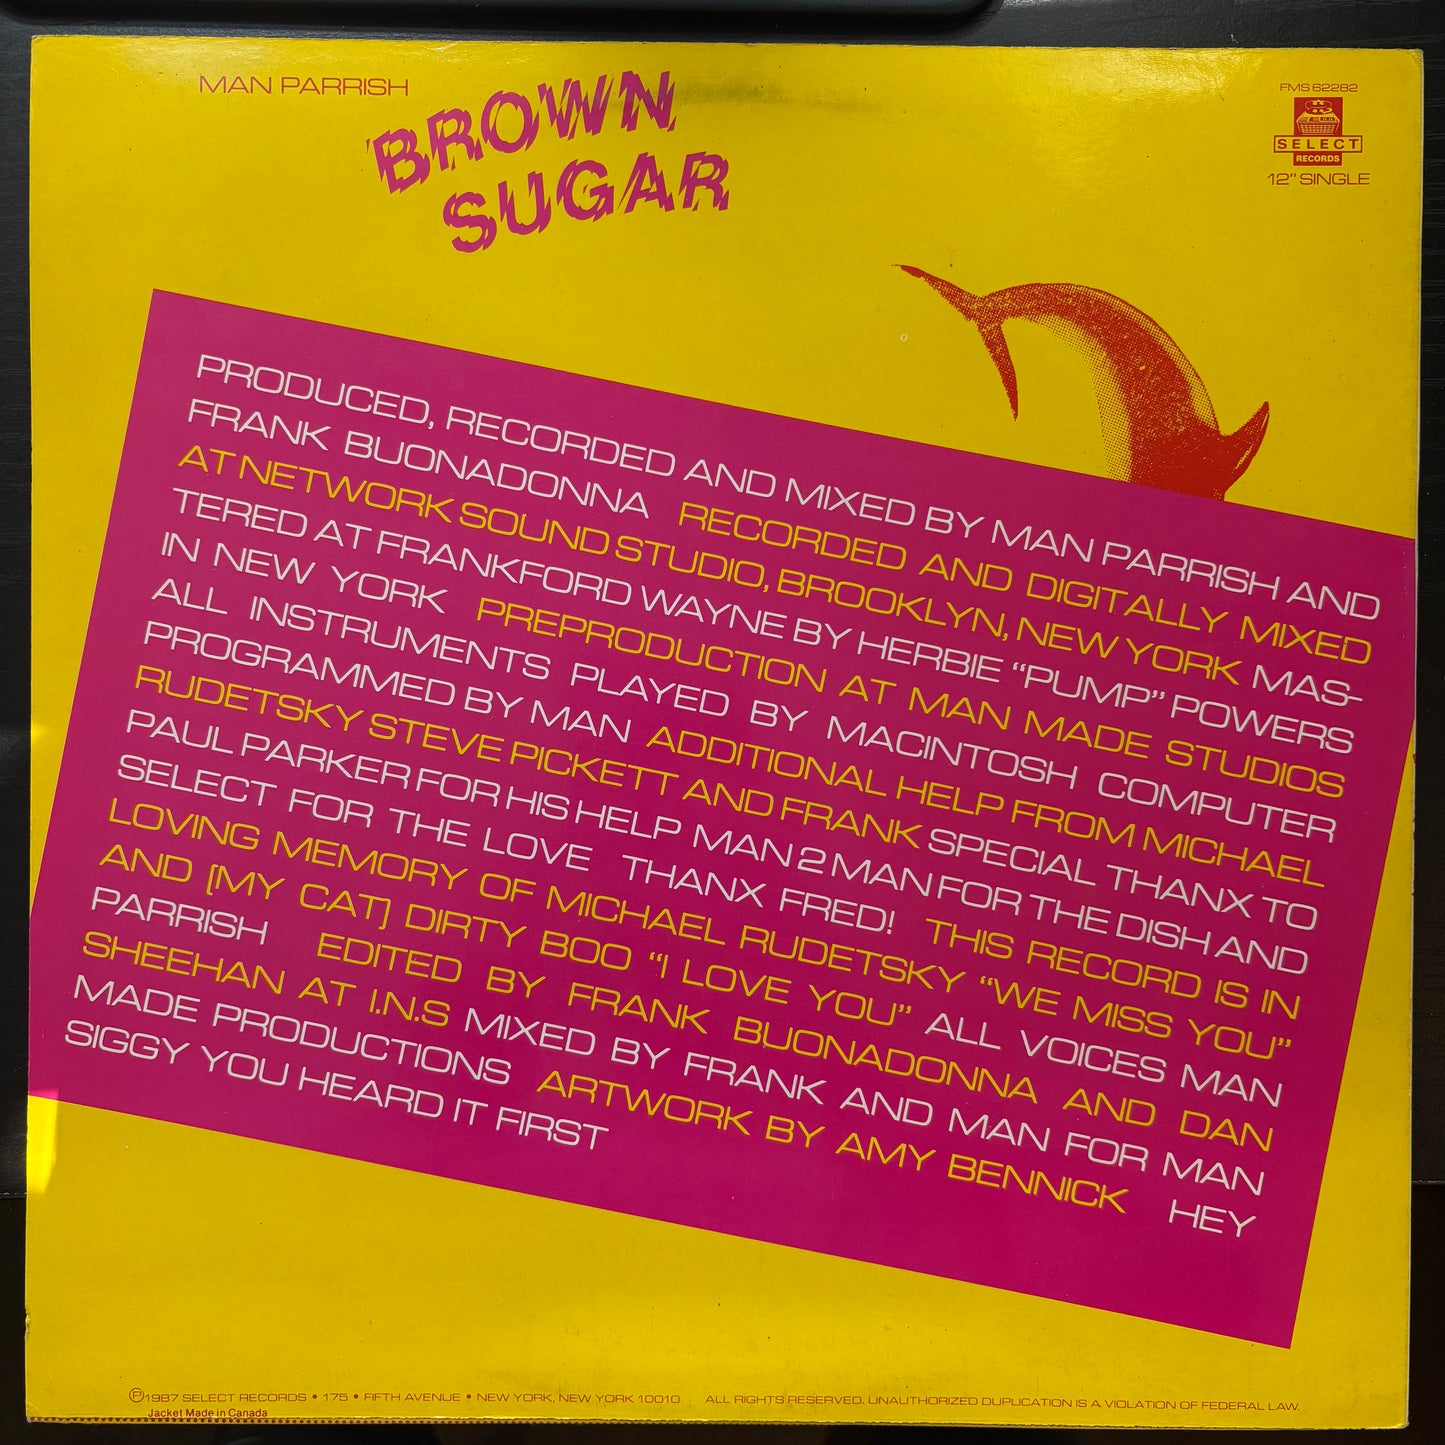 MAN PARRISH
BROWN
SUGAR
FMS 62282
SELECT
RECORDS
12" SINGLE
PRODUCED, RECORDED AND MIXED BY MAN PARRISH AND
FRANK BUONADONNA RECORDED AND DIGITALLY MIXED
AT NETWORK SOUND STUDIO, BROOKLYN, NEW YORK MAS-
TERED AT FRANKFORD WAYNE BY HERBIE "PUMP" POWERS
IN NEW YORK PREPRODUCTION AT MAN MADE STUDIOS
ALL INSTRUMENTS PLAYED BY MACINTOSH COMPUTER
PROGRAMMED BY MAN ADDITIONAL HELP FROM MICHAEL
RUDETSKY STEVE PICKETT AND FRANK SPECIAL THANX TO
PAUL PARKER FOR HIS HELP MAN 2 MAN FOR THE DISH AND
SELECT FOR THE LOVE THANX FRED! THIS RECORD IS IN
LOVING MEMORY OF MICHAEL RUDETSKY "WE MISS YOU"
AND [MY CAT] DIRTY BOO "I LOVE YOU" ALL VOICES MAN
PARRISH EDITED BY FRANK BUONADONNA AND DAN
SHEEHAN AT I.N.S MIXED BY FRANK AND MAN FOR MAN
MADE PRODUCTIONS ARTWORK BY AMY BENNICK HEY
SIGGY YOU HEARD IT FIRST
Ⓟ1987 SELECT RECORDS • 175 • FIFTH AVENUE • NEW YORK, NEW YORK 10010 ALL RIGHTS RESERVED. UNAUTHORIZED DUPLICATION IS A VIOLATION OF FEDERAL LAW.
Jacket Made in Canada